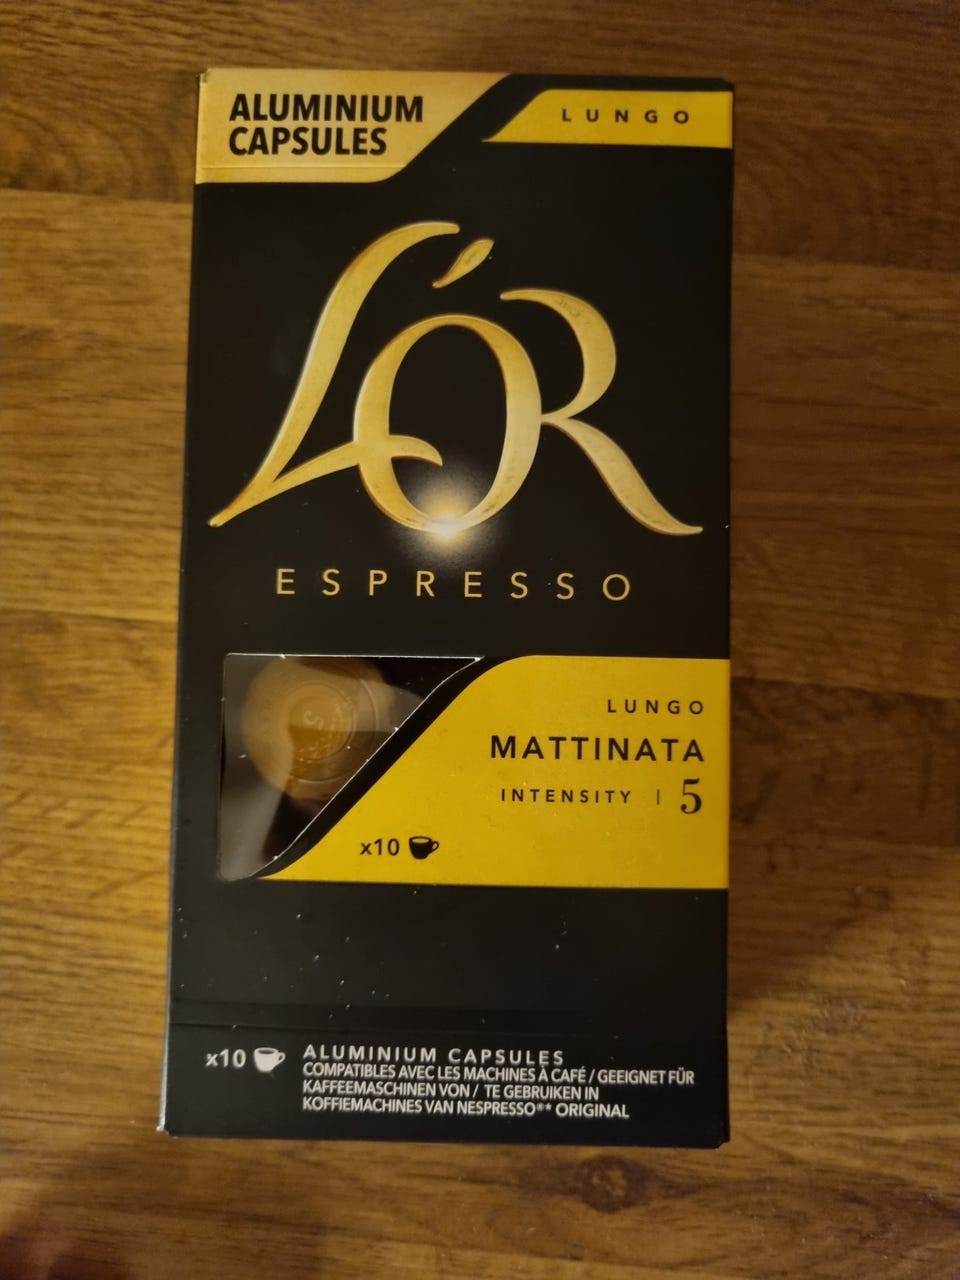 ALUMINIUM
CAPSULES
LUNGO
L'OR
ESPRESSO
LUNGO
MATTINATA
INTENSITY | 5
x10
x10
ALUMINIUM CAPSULES
COMPATIBLES AVEC LES MACHINES À CAFÉ / GEEIGNET FÜR
KAFFEEMASCHINEN VON / TE GEBRUIKEN IN
KOFFIEMACHINES VAN NESPRESSO®* ORIGINAL